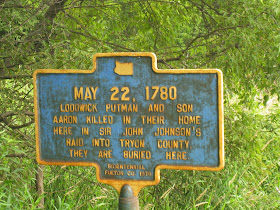 MAY 22, 1780
LODOWICK PUTMAN AND SON
AARON KILLED IN THEIR HOME
HERE IN SIR JOHN JOHNSON'S
RAID INTO TRYON COUNTY.
THEY ARE BURIED HERE
BICENTENNIAL
FULTON CO.